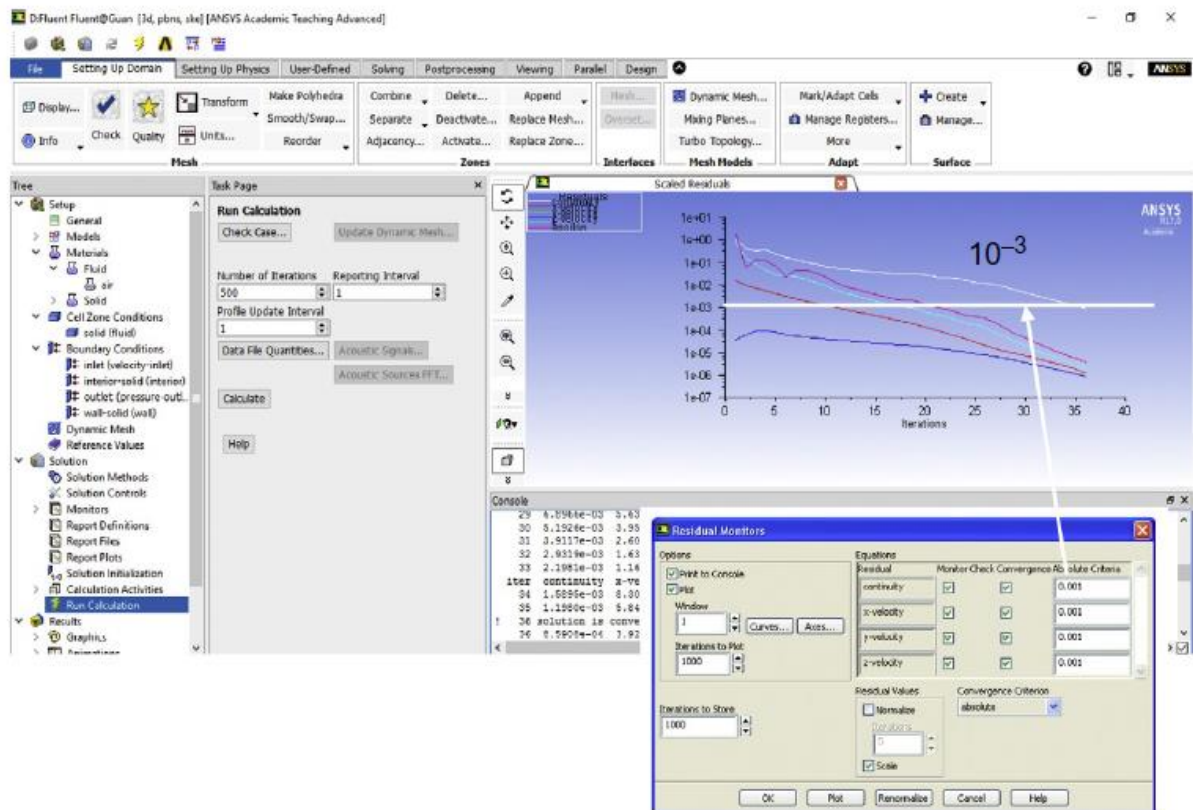 D:Fluent Fluent@Guan [3d, pbns, ske] [ANSYS Academic Teaching Advanced]
File Setting Up Domain Setting Up Physics User-Defined Solving Postprocessing Viewing Parallel Design ANSYS
Display... Transform Make Polyhedra Combine Delete... Append Mesh... Dynamic Mesh... Mark/Adapt Cells Create
Smooth/Swap... Separate Deactivate... Replace Mesh... Overset... Mixing Planes... Manage Registers... Manage...
Info Check Quality Units... Reorder Adjacency... Activate... Replace Zone... Turbo Topology... More
Mesh Zones Interfaces Mesh Models Adapt Surface
Tree
Setup
General
Models
Materials
Fluid
air
Solid
Cell Zone Conditions
solid (fluid)
Boundary Conditions
inlet (velocity-inlet)
interior-solid (interior)
outlet (pressure-outl..
wall-solid (wall)
Dynamic Mesh
Reference Values
Solution
Solution Methods
Solution Controls
Monitors
Report Definitions
Report Files
Report Plots
Solution Initialization
Calculation Activities
Run Calculation
Results
Graphics
Animations
Task Page
Run Calculation
Check Case... Update Dynamic Mesh...
Number of Iterations Reporting Interval
500 1
Profile Update Interval
1
Data File Quantities... Acoustic Signals...
Acoustic Sources FFT...
Calculate
Help
Scaled Residuals
Residuals
ANSYS
10⁻³
1e+01
1e+00
1e-01
1e-02
1e-03
1e-04
1e-05
1e-06
1e-07
0 5 10 15 20 25 30 35 40
Iterations
Console
29 5.63
30 5.1926e-03 3.95
31 3.9117e-03 2.60
32 2.9319e-03 1.63
33 2.1981e-03 1.16
iter continuity x-ve
34 1.5895e-03 8.30
35 1.1980e-03 5.84
! 36 solution is conve
36 8.5908e-04 3.92
Residual Monitors
Options
Print to Console
Plot
Window
1 Curves... Axes...
Iterations to Plot
1000
Iterations to Store
1000
Equations
Residual Monitor Check Convergence Absolute Criteria
continuity 0.001
x-velocity 0.001
y-velocity 0.001
z-velocity 0.001
Residual Values Convergence Criterion
Normalize absolute
Iterations
5
Scale
OK Plot Renormalize Cancel Help